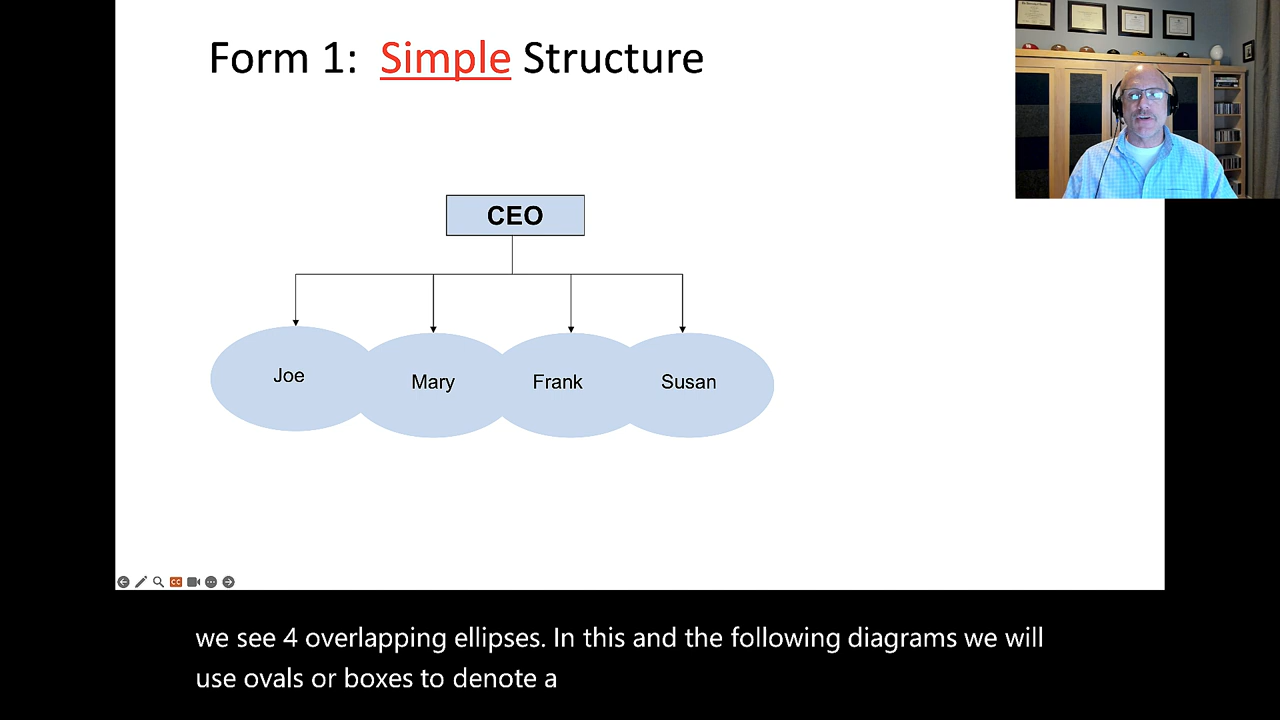 Form 1: Simple Structure
CEO
Joe
Mary
Frank
Susan
CC
we see 4 overlapping ellipses. In this and the following diagrams we will
use ovals or boxes to denote a